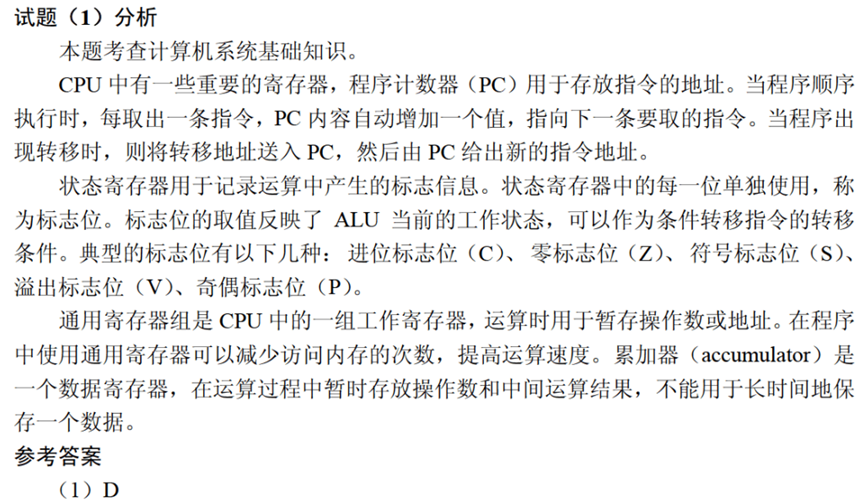 试题（1）分析
本题考查计算机系统基础知识。
CPU 中有一些重要的寄存器，程序计数器（PC）用于存放指令的地址。当程序顺序
执行时，每取出一条指令，PC 内容自动增加一个值，指向下一条要取的指令。当程序出
现转移时，则将转移地址送入 PC，然后由 PC 给出新的指令地址。
状态寄存器用于记录运算中产生的标志信息。状态寄存器中的每一位单独使用，称
为标志位。标志位的取值反映了 ALU 当前的工作状态，可以作为条件转移指令的转移
条件。典型的标志位有以下几种：进位标志位（C）、零标志位（Z）、符号标志位（S）、
溢出标志位（V）、奇偶标志位（P）。
通用寄存器组是 CPU 中的一组工作寄存器，运算时用于暂存操作数或地址。在程序
中使用通用寄存器可以减少访问内存的次数，提高运算速度。累加器（accumulator）是
一个数据寄存器，在运算过程中暂时存放操作数和中间运算结果，不能用于长时间地保
存一个数据。
参考答案
（1）D